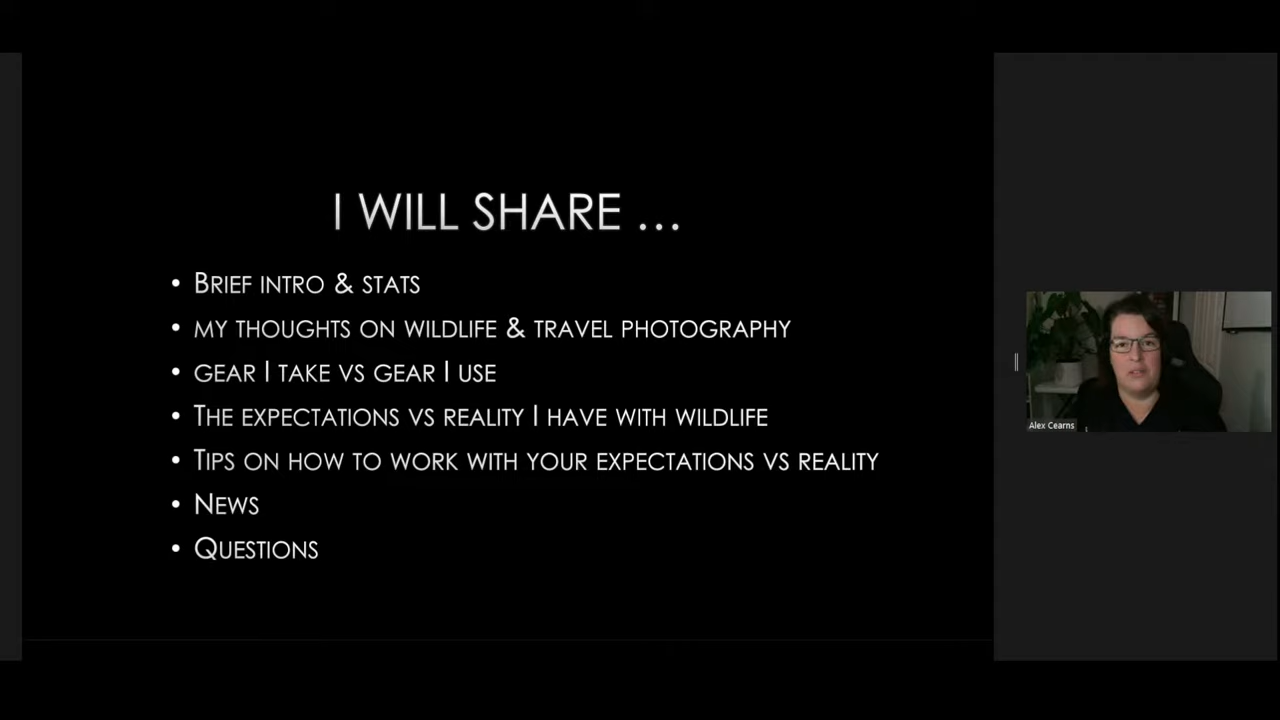 I WILL SHARE ...
• BRIEF INTRO & STATS
• MY THOUGHTS ON WILDLIFE & TRAVEL PHOTOGRAPHY
• GEAR I TAKE VS GEAR I USE
• THE EXPECTATIONS VS REALITY I HAVE WITH WILDLIFE
• TIPS ON HOW TO WORK WITH YOUR EXPECTATIONS VS REALITY
• NEWS
• QUESTIONS
Alex Cearns